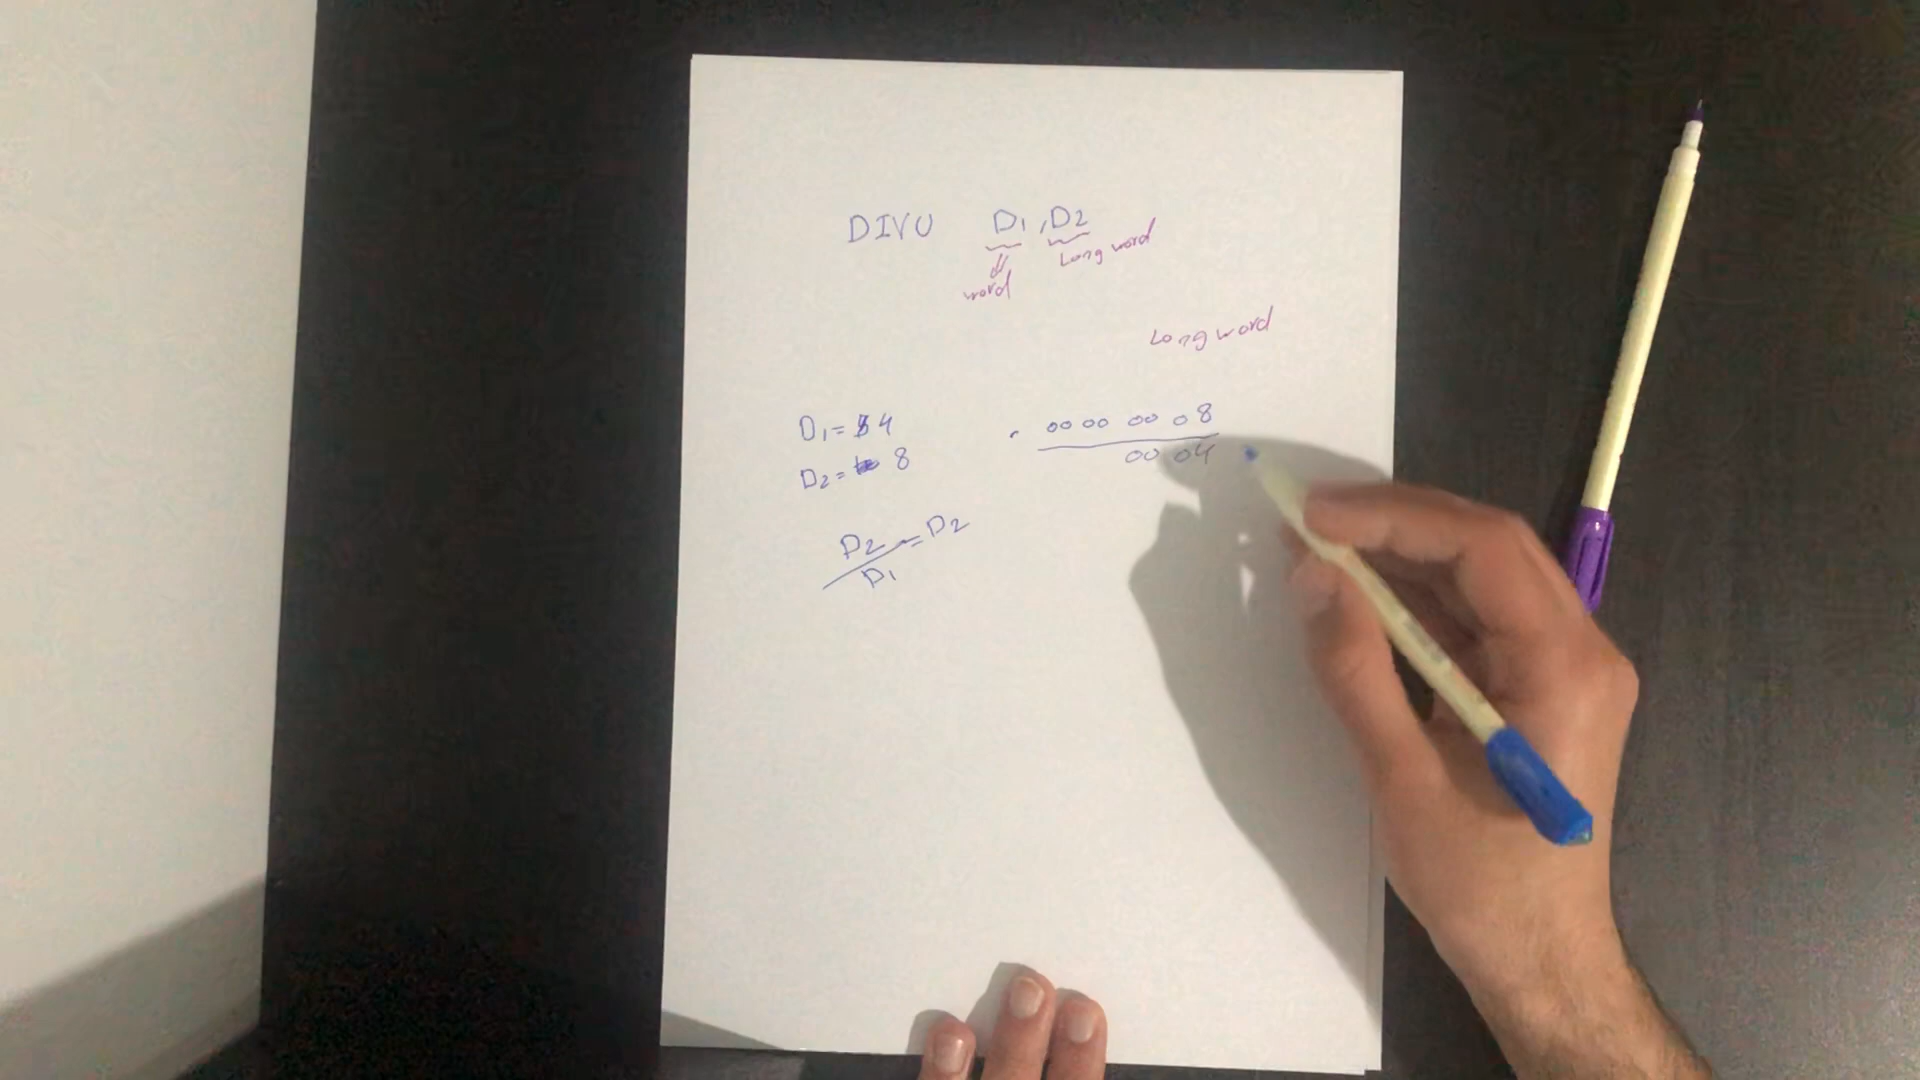 DIVU D1, D2
word Long word
Long word
D1 = $4
D2 = 8
00 00 00 08
00 04
D2 = D2
D1